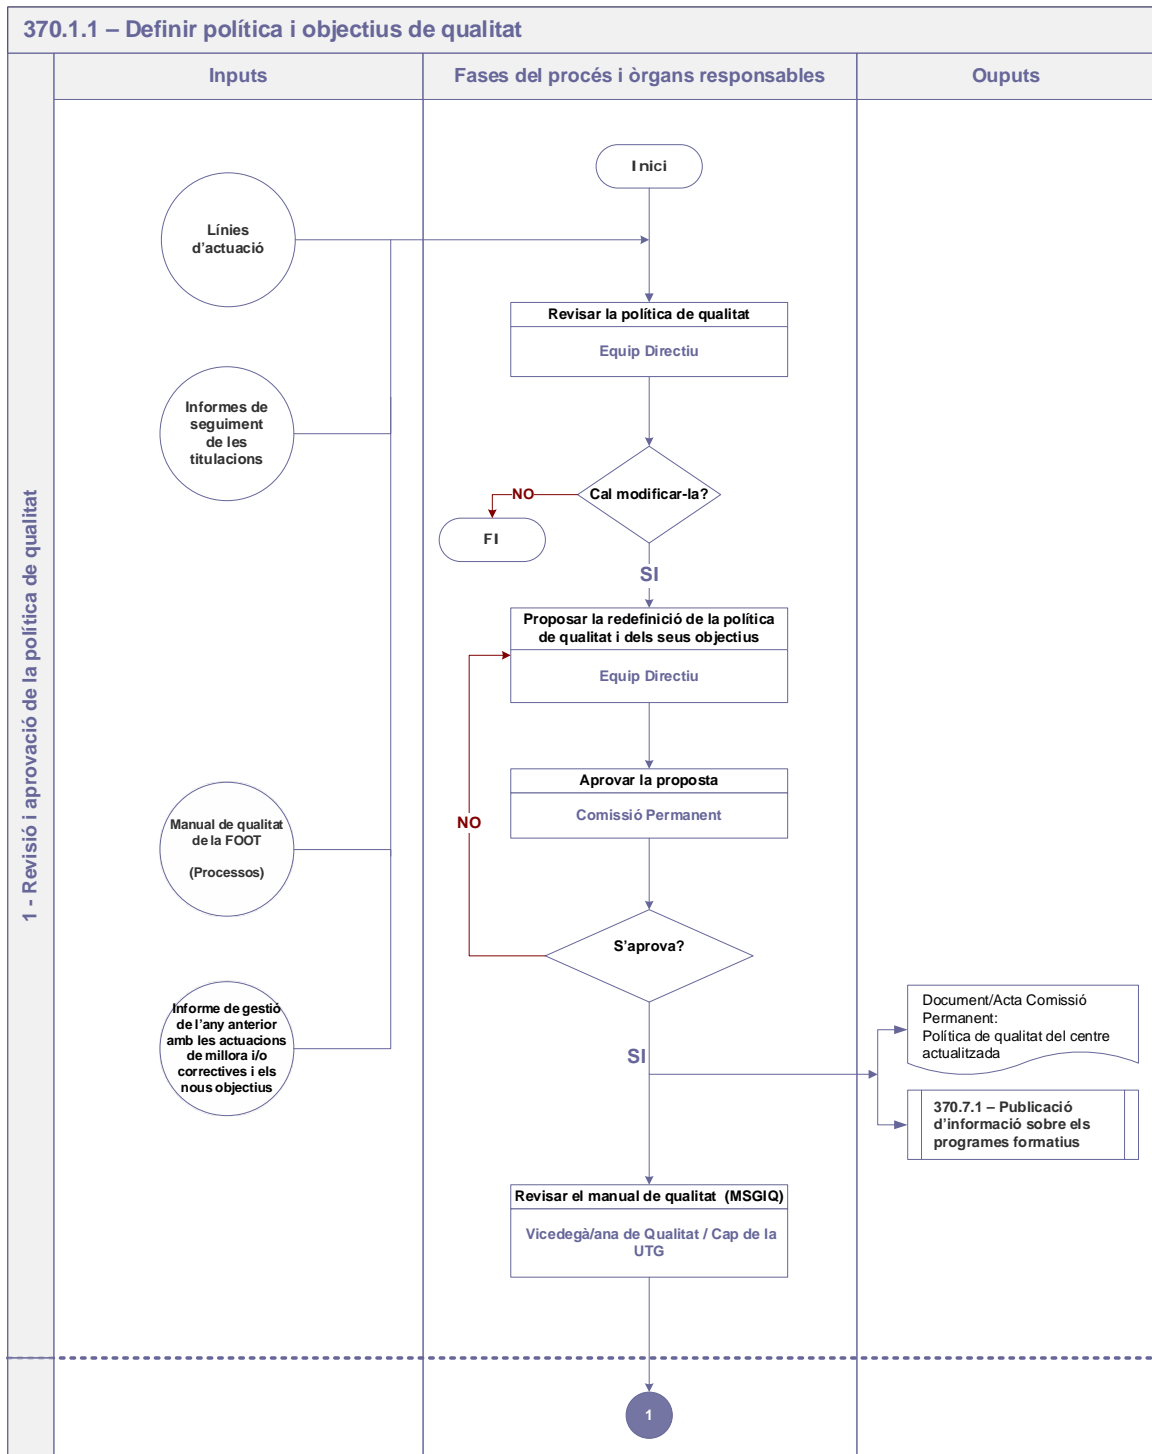 370.1.1 – Definir política i objectius de qualitat
Inputs
Fases del procés i òrgans responsables
Ouputs
1 - Revisió i aprovació de la política de qualitat
Inici
Línies
d'actuació
Revisar la política de qualitat
Equip Directiu
Informes de
seguiment
de les
titulacions
Cal modificar-la?
NO
FI
SI
Proposar la redefinició de la política
de qualitat i dels seus objectius
Equip Directiu
Aprovar la proposta
Comissió Permanent
NO
Manual de qualitat
de la FOOT
(Processos)
S'aprova?
Informe de gestió
de l'any anterior
amb les actuacions
de millora i/o
correctives i els
nous objectius
SI
Document/Acta Comissió
Permanent:
Política de qualitat del centre
actualitzada
370.7.1 – Publicació
d'informació sobre els
programes formatius
Revisar el manual de qualitat (MSGIQ)
Vicedegà/ana de Qualitat / Cap de la
UTG
1